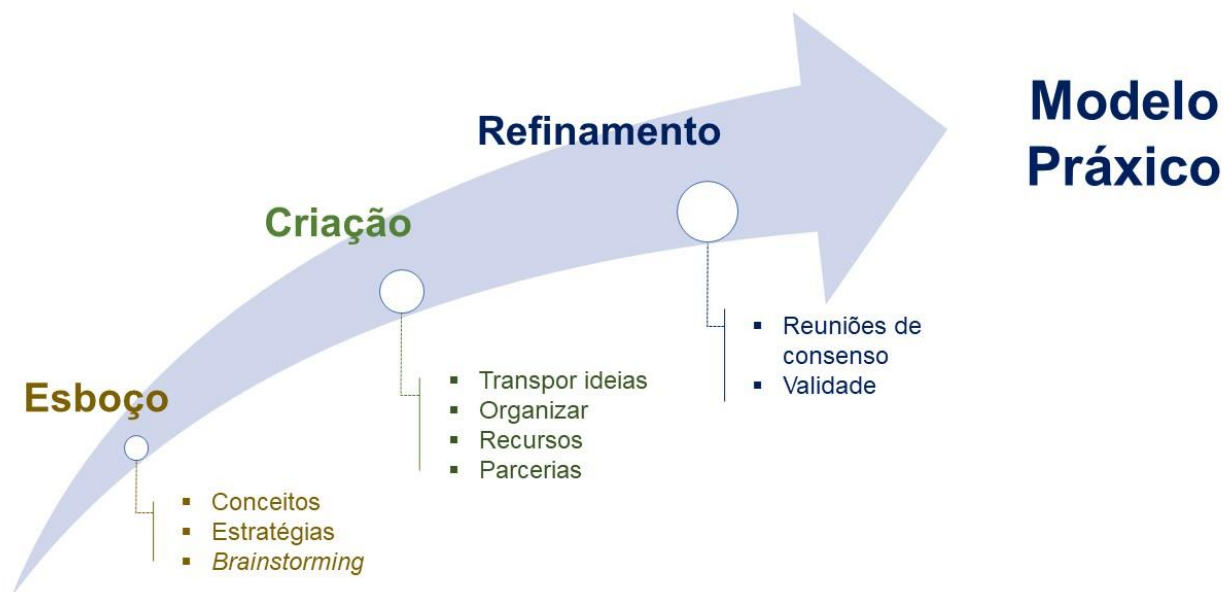 Esboço
Conceitos
Estratégias
Brainstorming
Criação
Transpor ideias
Organizar
Recursos
Parcerias
Refinamento
Reuniões de
consenso
Validade
Modelo
Práxico